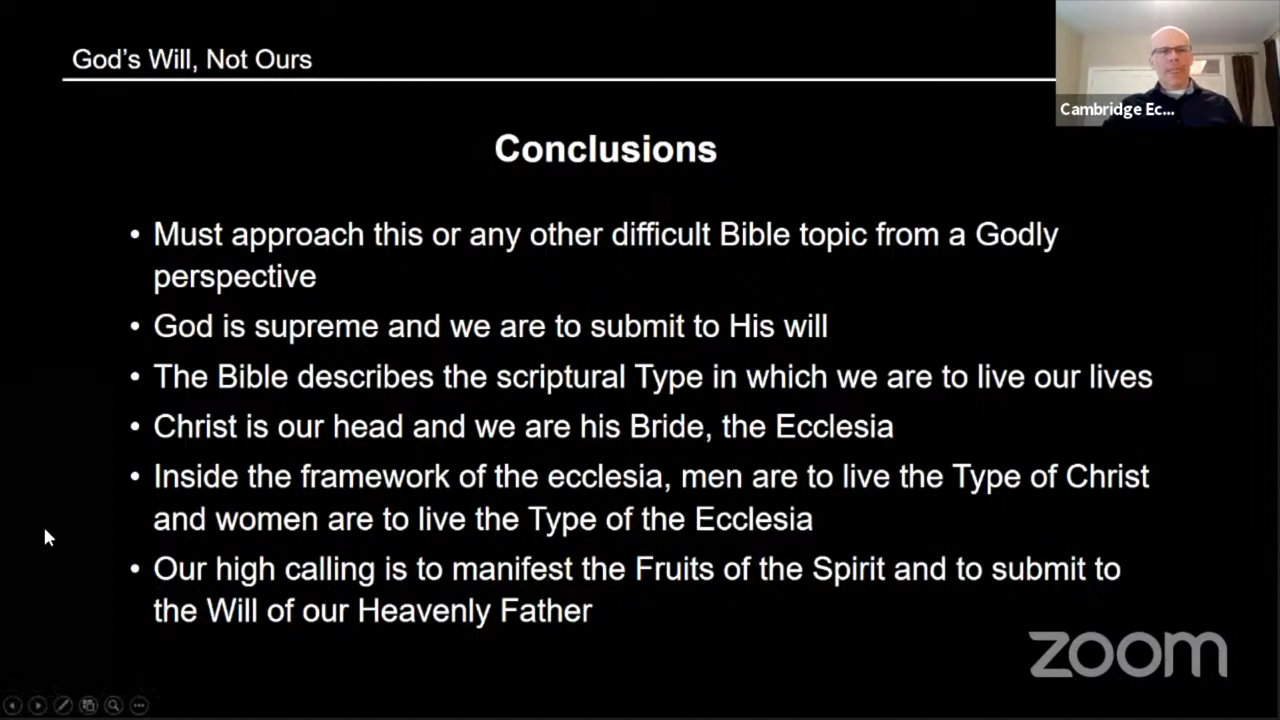 God's Will, Not Ours
Cambridge Ec...
Conclusions
• Must approach this or any other difficult Bible topic from a Godly
perspective
• God is supreme and we are to submit to His will
• The Bible describes the scriptural Type in which we are to live our lives
• Christ is our head and we are his Bride, the Ecclesia
• Inside the framework of the ecclesia, men are to live the Type of Christ
and women are to live the Type of the Ecclesia
• Our high calling is to manifest the Fruits of the Spirit and to submit to
the Will of our Heavenly Father
zoom